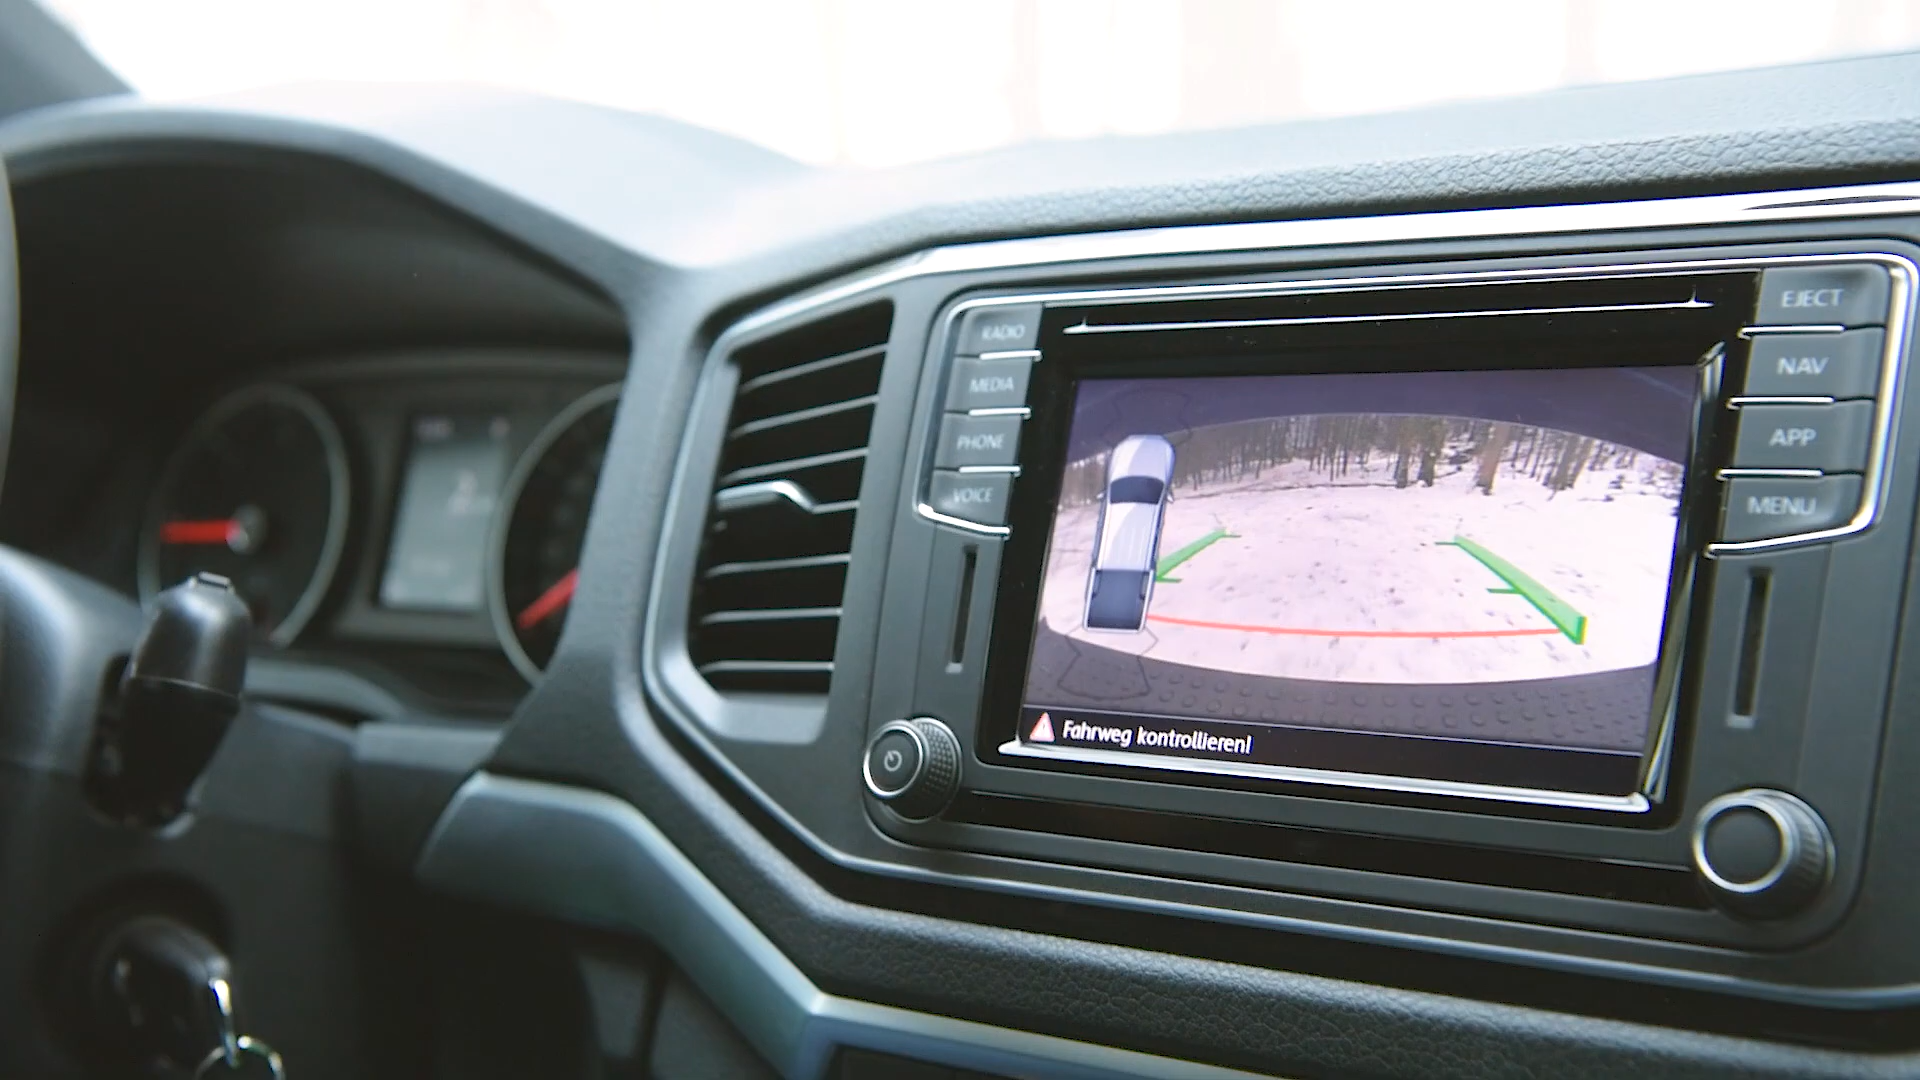 RADIO
MEDIA
PHONE
VOICE
EJECT
NAV
APP
MENU
Fahrweg kontrollieren!